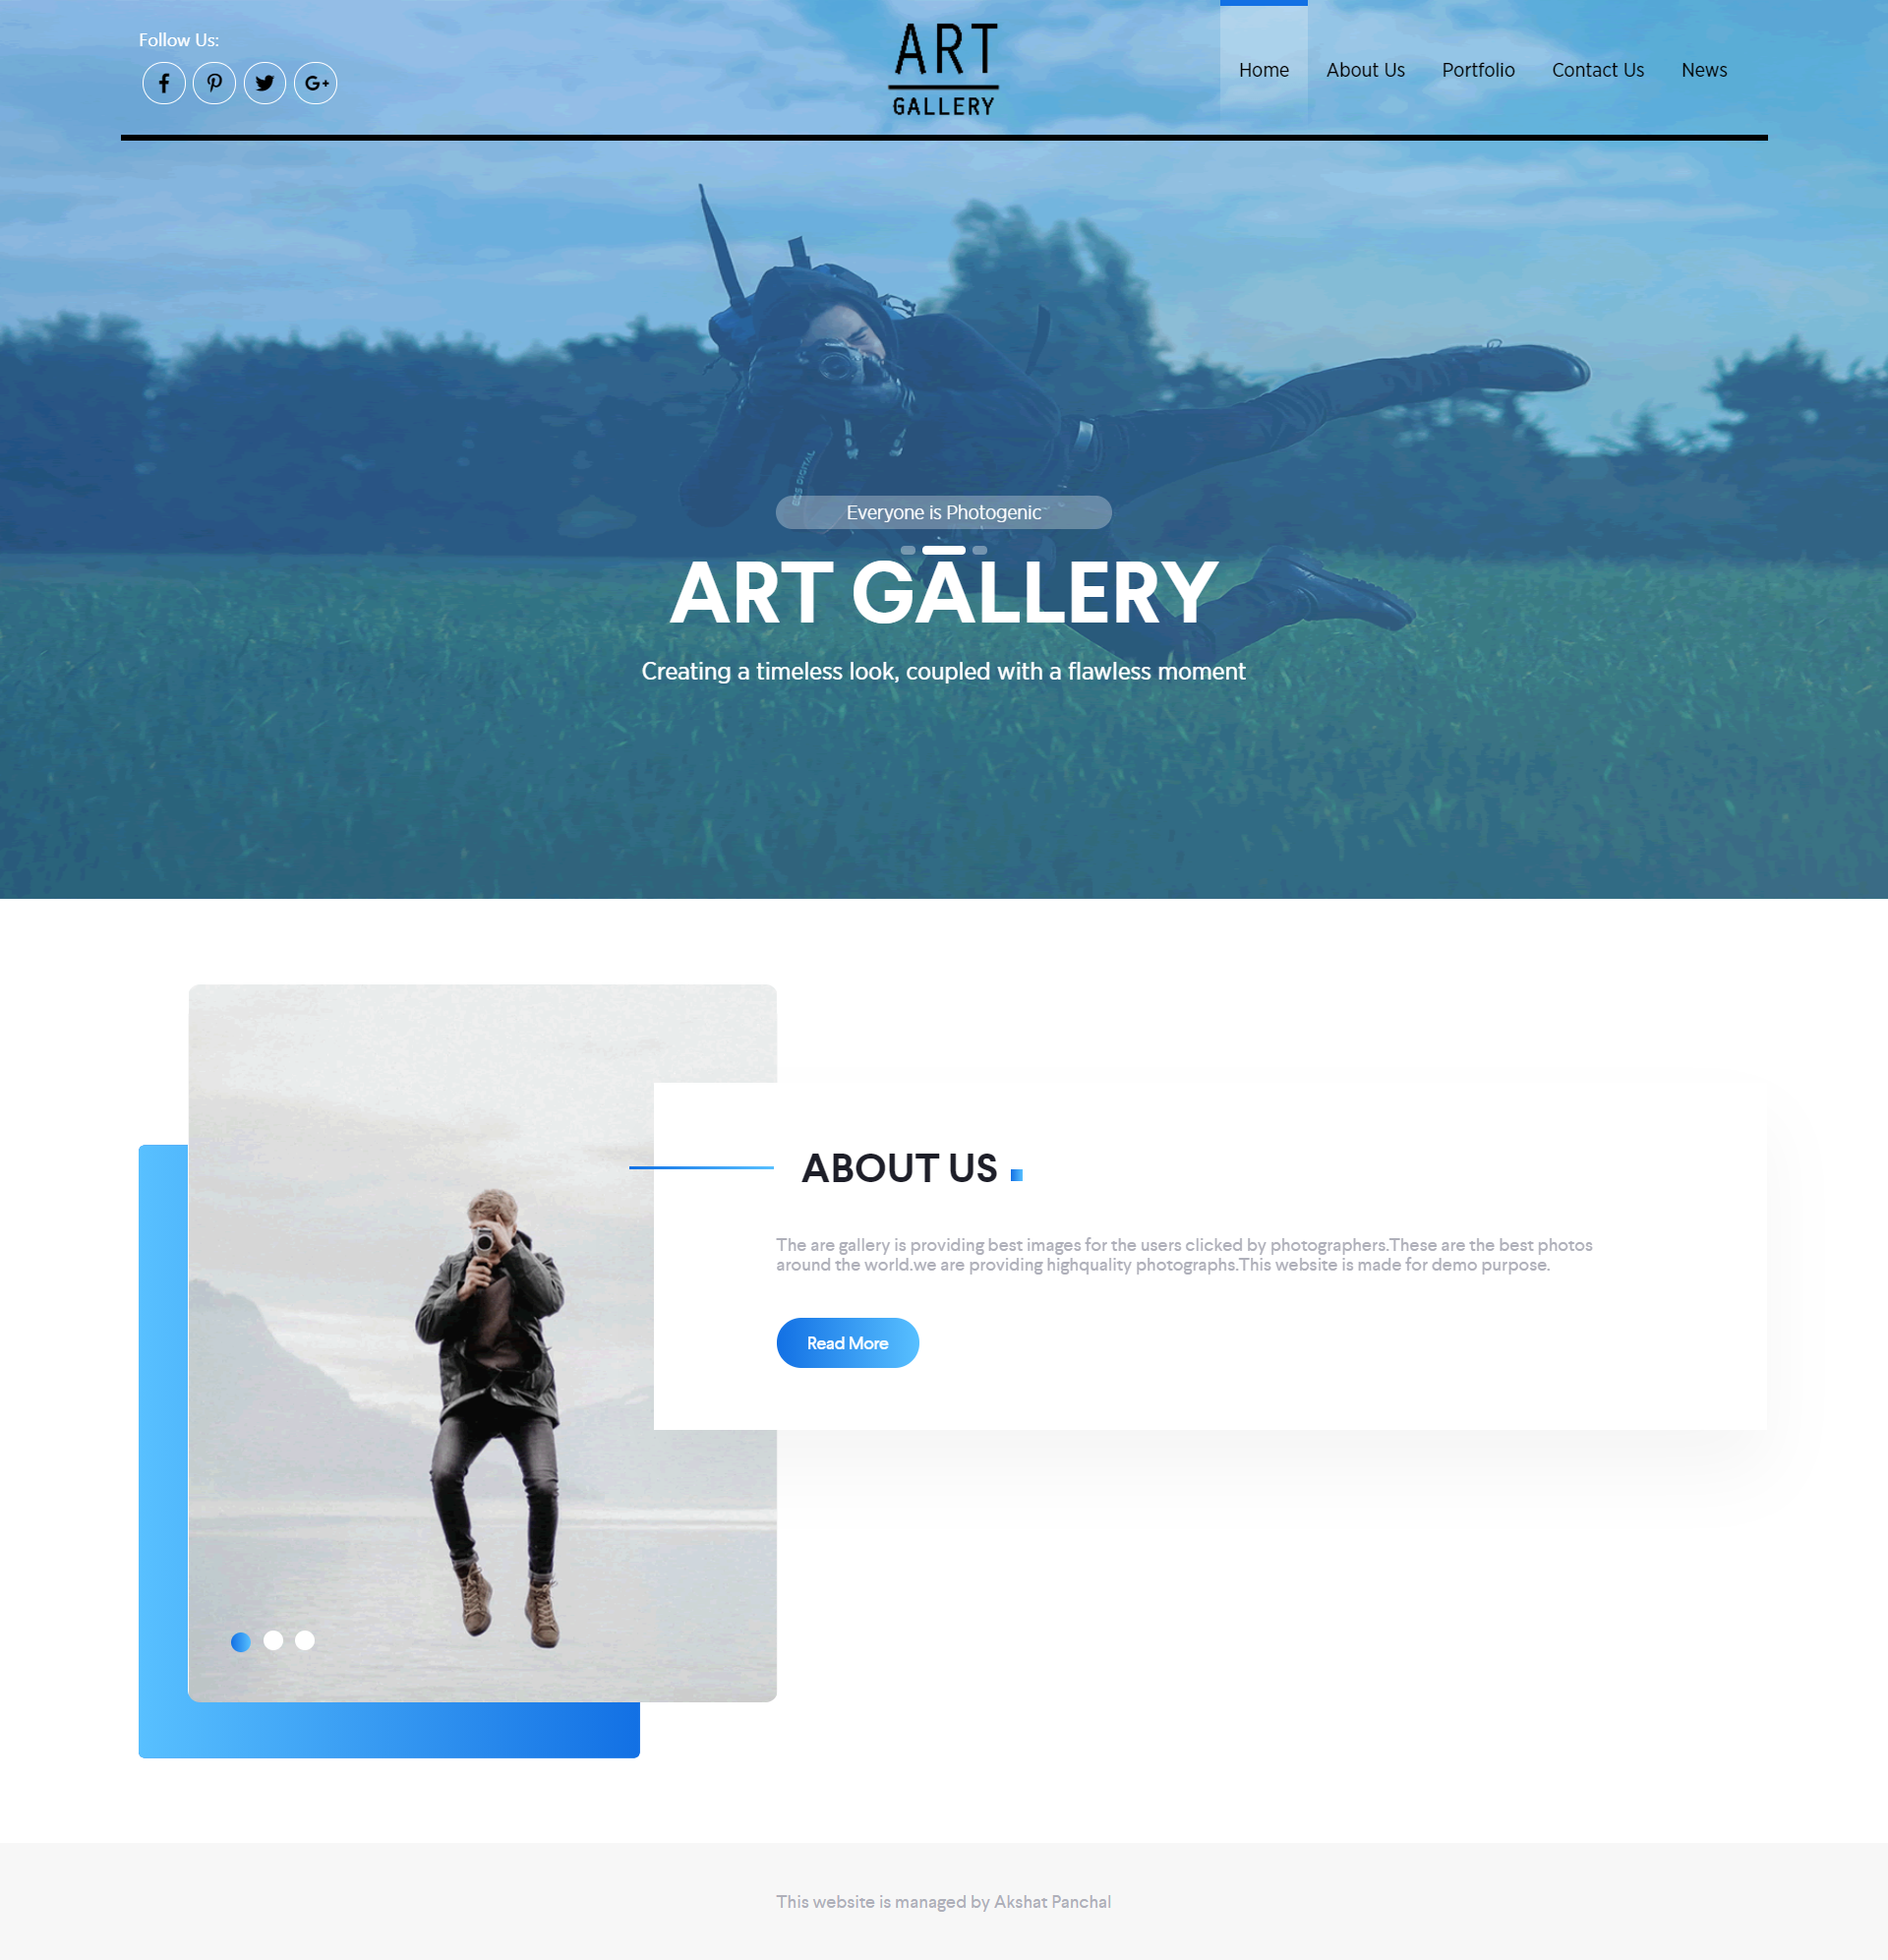 Follow Us:
ART
GALLERY
Home
About Us
Portfolio
Contact Us
News
Everyone is Photogenic
ART GALLERY
Creating a timeless look, coupled with a flawless moment
ABOUT US
The are gallery is providing best images for the users clicked by photographers.These are the best photos
around the world.we are providing highquality photographs.This website is made for demo purpose.
Read More
This website is managed by Akshat Panchal